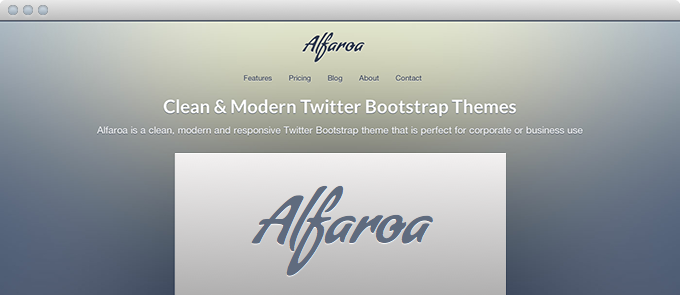 Alfaroa
Features Pricing Blog About Contact
Clean & Modern Twitter Bootstrap Themes
Alfaroa is a clean, modern and responsive Twitter Bootstrap theme that is perfect for corporate or business use
Alfaroa